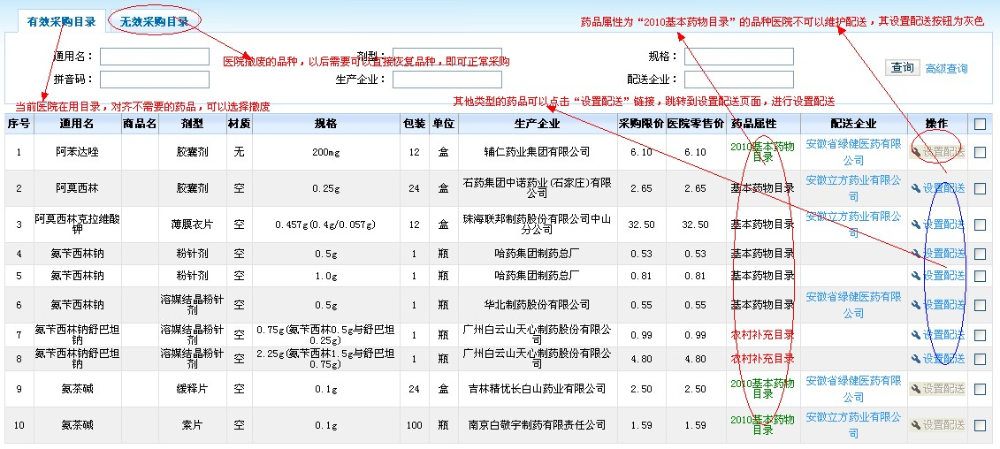 有效采购目录 无效采购目录
药品属性为“2010基本药物目录”的品种医院不可以维护配送，其设置配送按钮为灰色
通用名： 剂型： 规格：
医院撤废的品种，以后需要可以直接恢复品种，即可正常采购
查询 高级查询
拼音码： 生产企业： 配送企业：
当前医院在用目录，对齐不需要的药品，可以选择撤废
其他类型的药品可以点击“设置配送”链接，跳转到设置配送页面，进行设置配送
序号 通用名 商品名 剂型 材质 规格 包装 单位 生产企业 采购限价 医院零售价 药品属性 配送企业 操作
1 阿苯达唑 胶囊剂 无 200mg 12 盒 辅仁药业集团有限公司 6.10 6.10 2010基本药物目录 安徽省绿健医药有限公司 设置配送
2 阿莫西林 胶囊剂 空 0.25g 24 盒 石药集团中诺药业(石家庄)有限公司 2.65 2.65 基本药物目录 安徽立方药业有限公司 设置配送
3 阿莫西林克拉维酸钾 薄膜衣片 空 0.457g(0.4g/0.057g) 12 盒 珠海联邦制药股份有限公司中山分公司 32.50 32.50 基本药物目录 安徽立方药业有限公司 设置配送
4 氨苄西林钠 粉针剂 空 0.5g 1 瓶 哈药集团制药总厂 0.53 0.53 基本药物目录 设置配送
5 氨苄西林钠 粉针剂 空 1.0g 1 瓶 哈药集团制药总厂 0.81 0.81 基本药物目录 设置配送
6 氨苄西林钠 溶媒结晶粉针剂 空 0.5g 1 瓶 华北制药股份有限公司 0.55 0.55 基本药物目录 安徽省绿健医药有限公司 设置配送
7 氨苄西林钠舒巴坦钠 溶媒结晶粉针剂 空 0.75g(氨苄西林0.5g与舒巴坦0.25g) 1 瓶 广州白云山天心制药股份有限公司 0.99 0.99 农村补充目录 设置配送
8 氨苄西林钠舒巴坦钠 溶媒结晶粉针剂 空 2.25g(氨苄西林1.5g与舒巴坦0.75g) 1 瓶 广州白云山天心制药股份有限公司 4.80 4.80 农村补充目录 设置配送
9 氨茶碱 缓释片 空 0.1g 24 盒 吉林精优长白山药业有限公司 2.50 2.50 2010基本药物目录 安徽省绿健医药有限公司 设置配送
10 氨茶碱 素片 空 0.1g 100 瓶 南京白敬宇制药有限责任公司 1.59 1.59 2010基本药物目录 安徽立方药业有限公司 设置配送